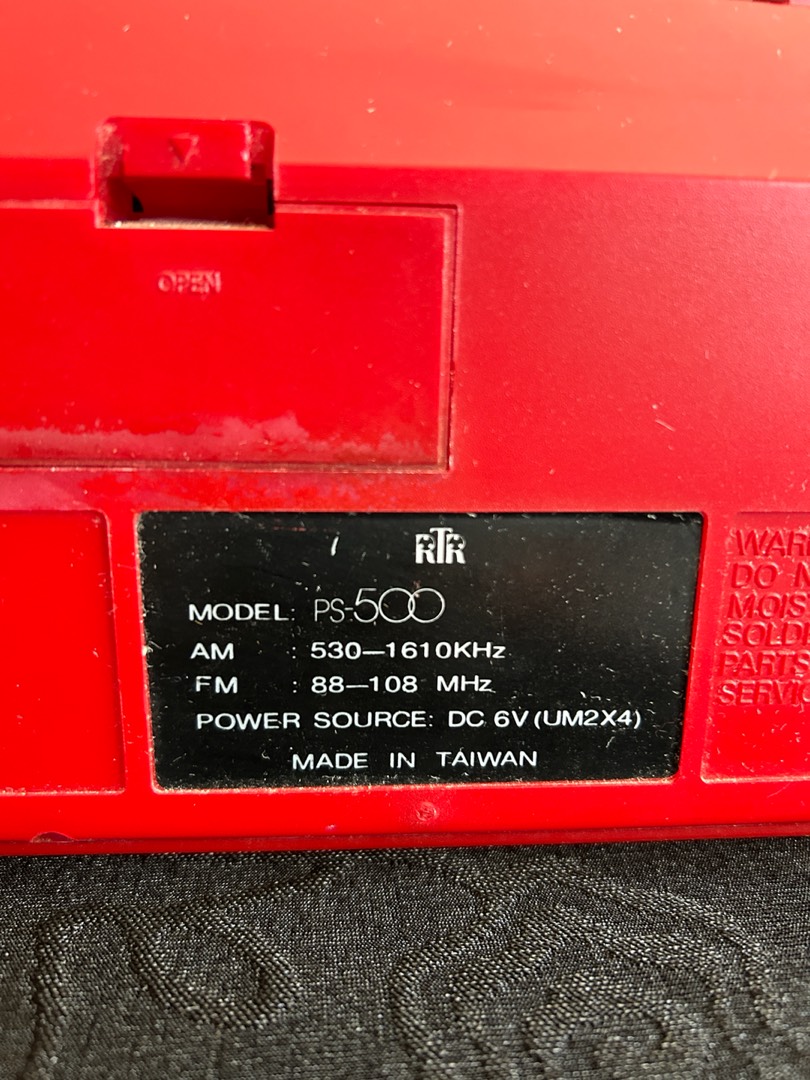 OPEN
RTR
MODEL: PS-500
AM : 530—1610KHz
FM : 88—108 MHz
POWER SOURCE: DC 6V (UM2X4)
MADE IN TAIWAN
DO